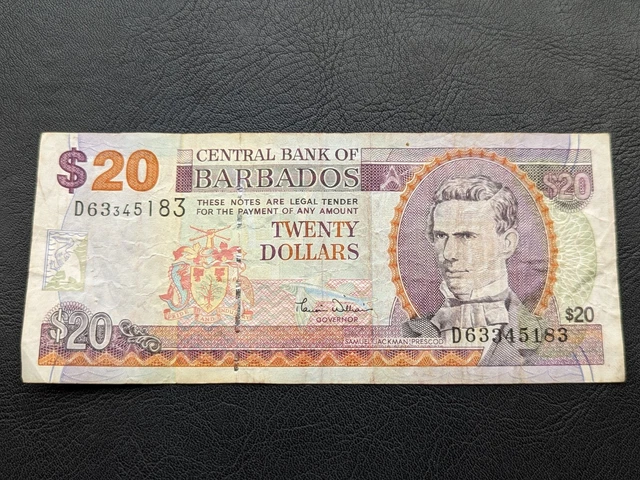 $20
CENTRAL BANK OF
BARBADOS
$20
D63345183
THESE NOTES ARE LEGAL TENDER
FOR THE PAYMENT OF ANY AMOUNT
TWENTY
DOLLARS
GOVERNOR
$20
$20
D63345183
SAMUEL JACKMAN PRESCOD